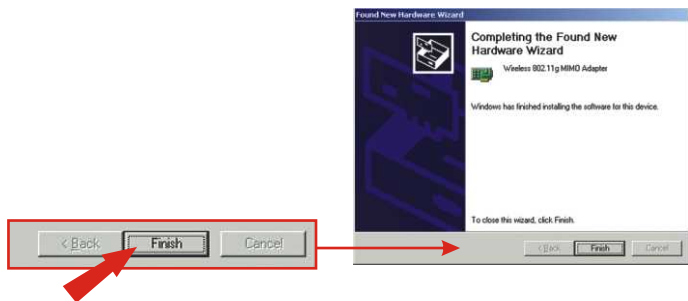 Found New Hardware Wizard
Completing the Found New
Hardware Wizard
Wireless 802.11g MIMO Adapter
Windows has finished installing the software for this device.
To close this wizard, click Finish.
< Back Finish Cancel
< Back Finish Cancel